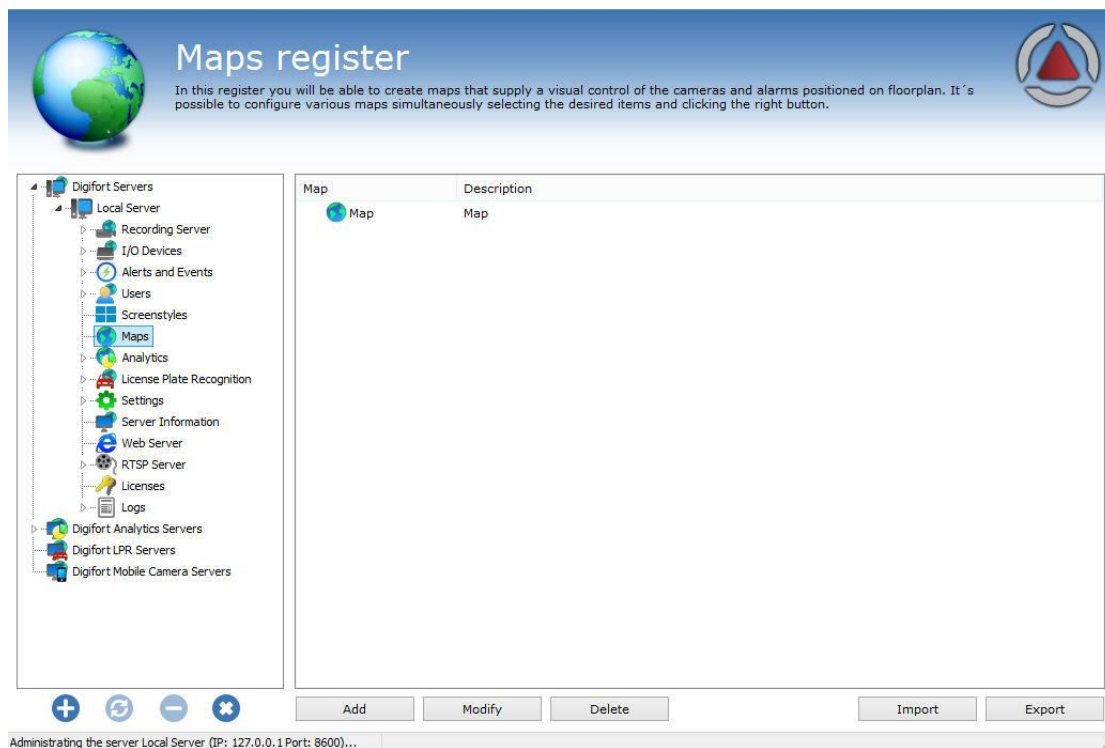 Maps register
In this register you will be able to create maps that supply a visual control of the cameras and alarms positioned on floorplan. It´s
possible to configure various maps simultaneously selecting the desired items and clicking the right button.
Digifort Servers
Local Server
Recording Server
I/O Devices
Alerts and Events
Users
Screenstyles
Maps
Analytics
License Plate Recognition
Settings
Server Information
Web Server
RTSP Server
Licenses
Logs
Digifort Analytics Servers
Digifort LPR Servers
Digifort Mobile Camera Servers
Map Description
Map Map
Add Modify Delete Import Export
Administrating the server Local Server (IP: 127.0.0.1 Port: 8600)...